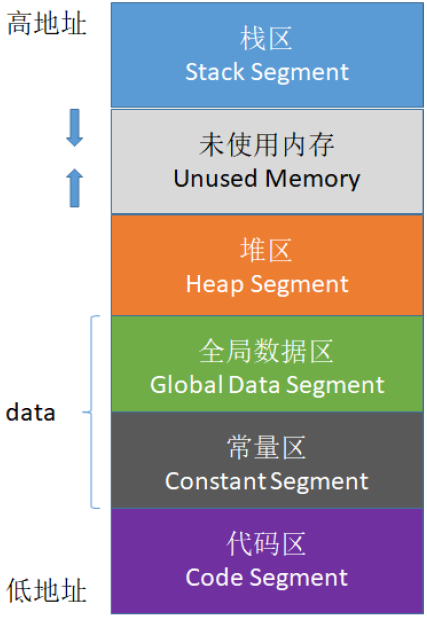 高地址
栈区
Stack Segment
未使用内存
Unused Memory
堆区
Heap Segment
全局数据区
Global Data Segment
data
常量区
Constant Segment
代码区
Code Segment
低地址